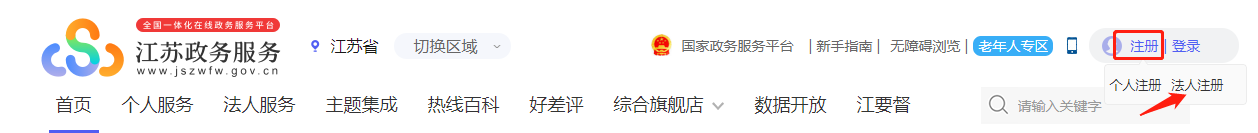 全国一体化在线政务服务平台
江苏政务服务
www.jszwfw.gov.cn
江苏省 切换区域
国家政务服务平台 | 新手指南 | 无障碍浏览 | 老年人专区 注册 | 登录
个人注册 法人注册
首页 个人服务 法人服务 主题集成 热线百科 好差评 综合旗舰店 数据开放 江要督
请输入关键字